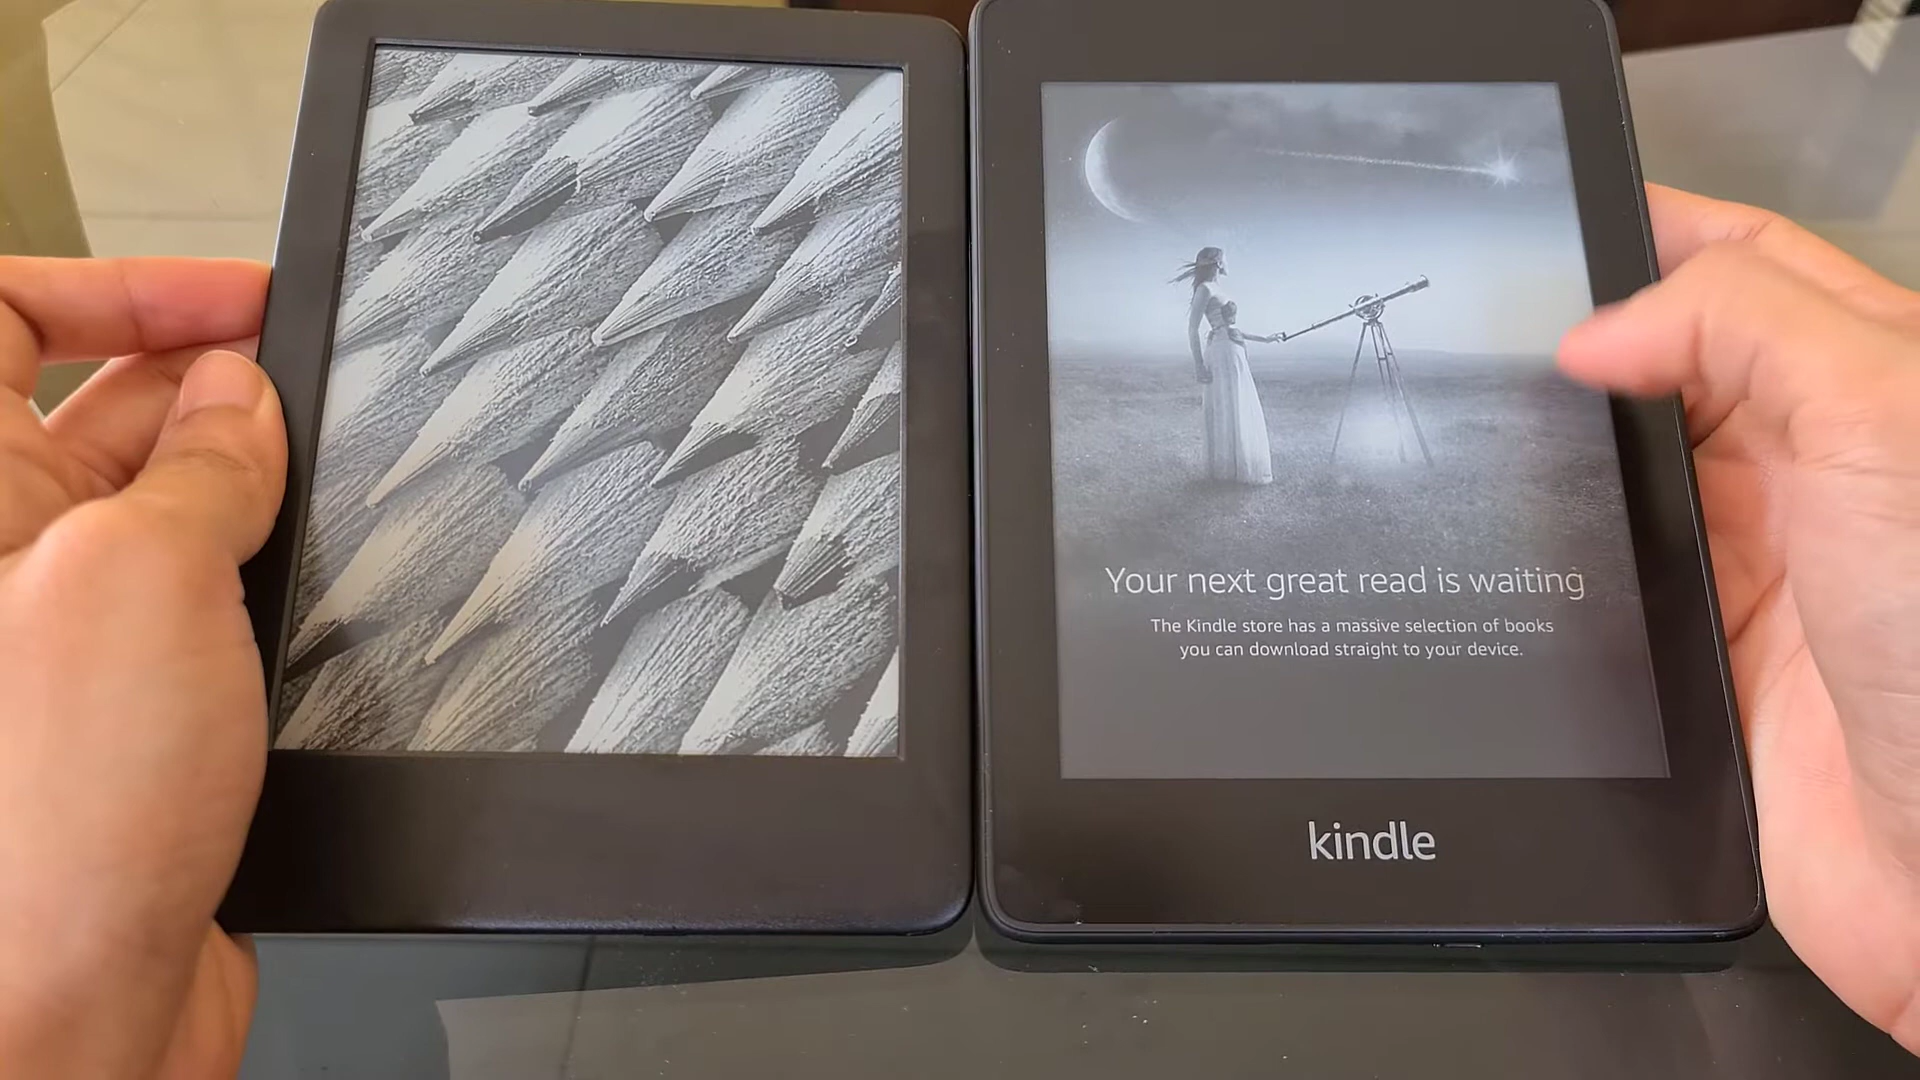 Your next great read is waiting
The Kindle store has a massive selection of books
you can download straight to your device.
kindle